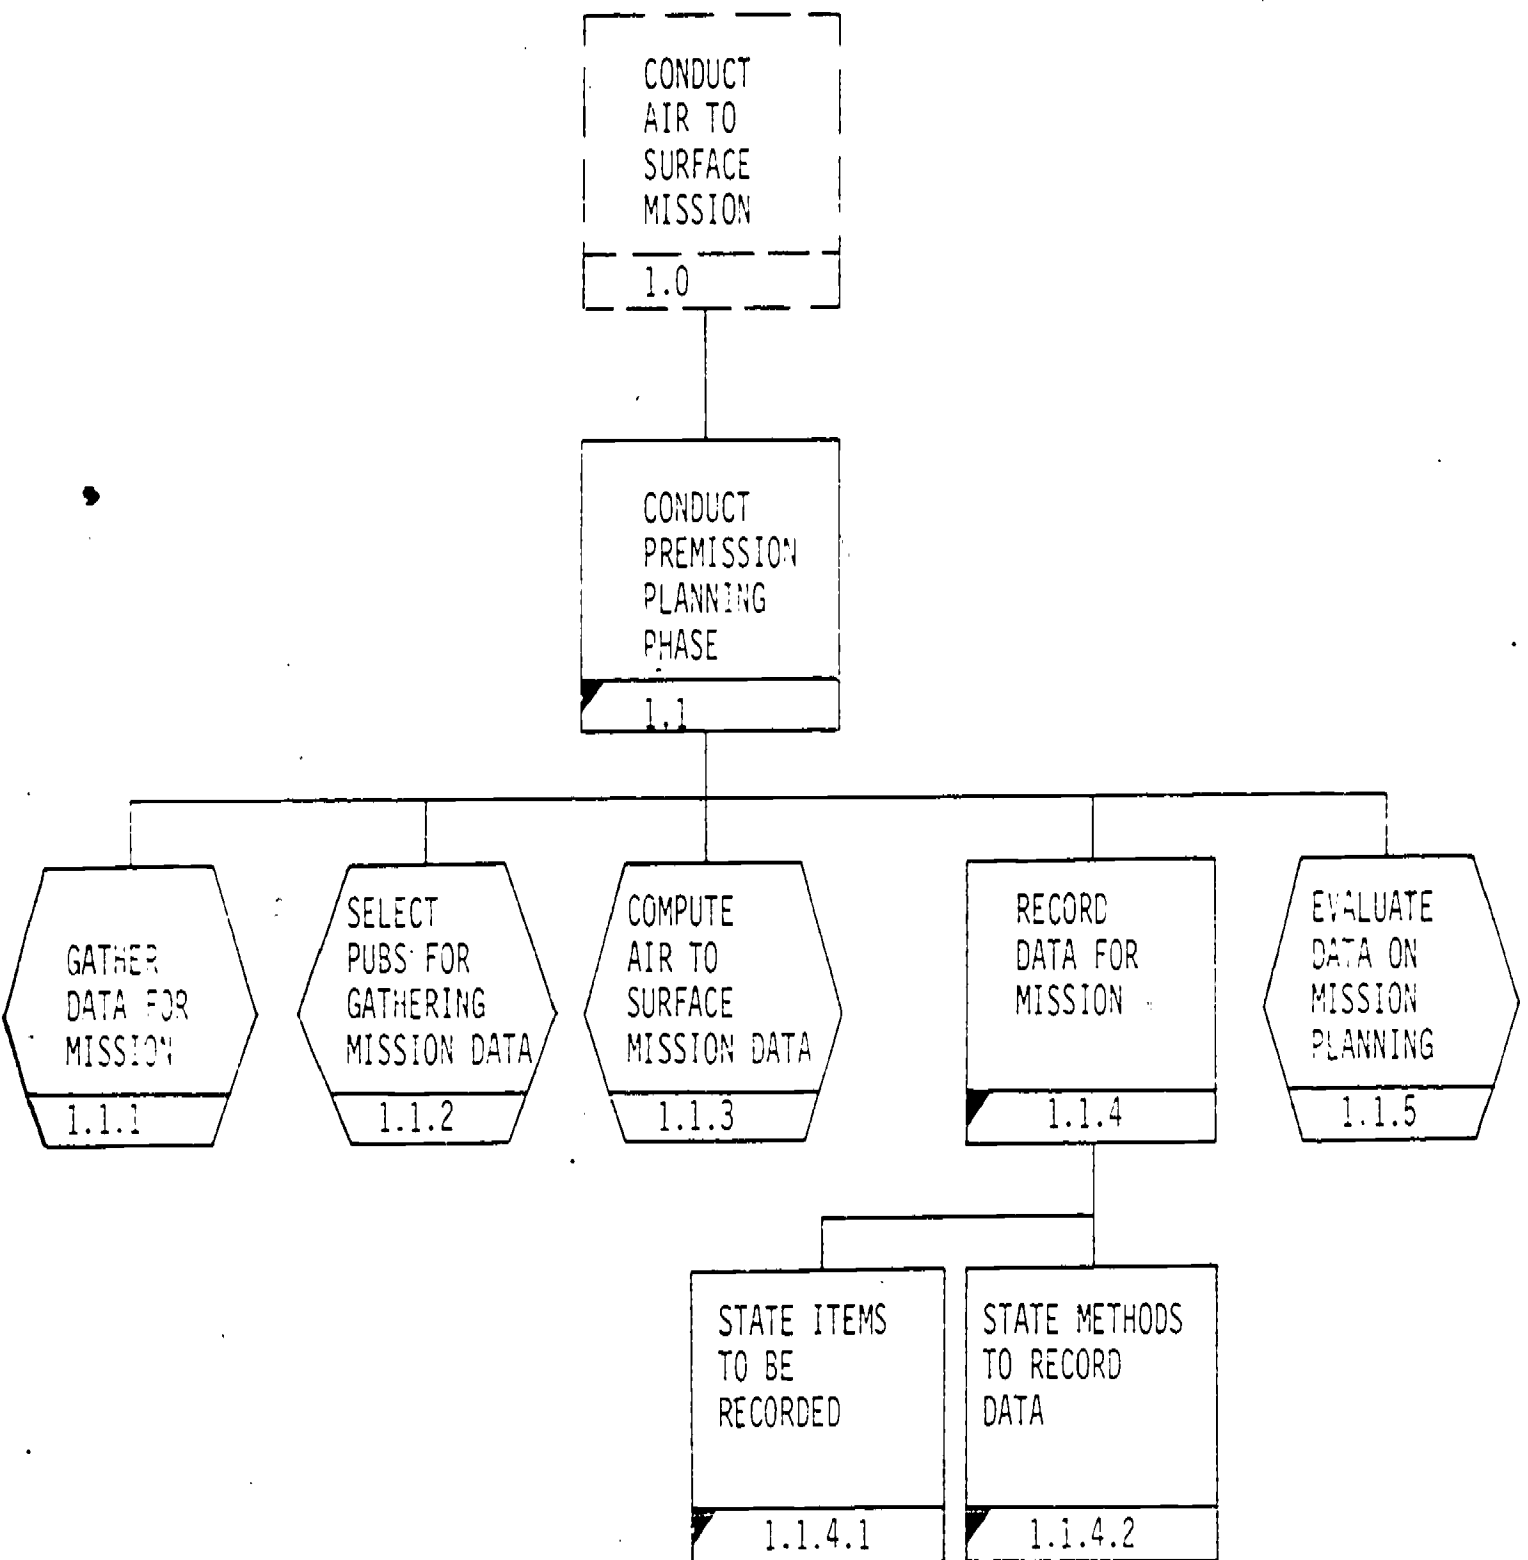 CONDUCT
AIR TO
SURFACE
MISSION
1.0
CONDUCT
PREMISSION
PLANNING
PHASE
1.1
GATHER
DATA FOR
MISSION
1.1.1
SELECT
PUBS FOR
GATHERING
MISSION DATA
1.1.2
COMPUTE
AIR TO
SURFACE
MISSION DATA
1.1.3
RECORD
DATA FOR
MISSION
1.1.4
EVALUATE
DATA ON
MISSION
PLANNING
1.1.5
STATE ITEMS
TO BE
RECORDED
1.1.4.1
STATE METHODS
TO RECORD
DATA
1.1.4.2